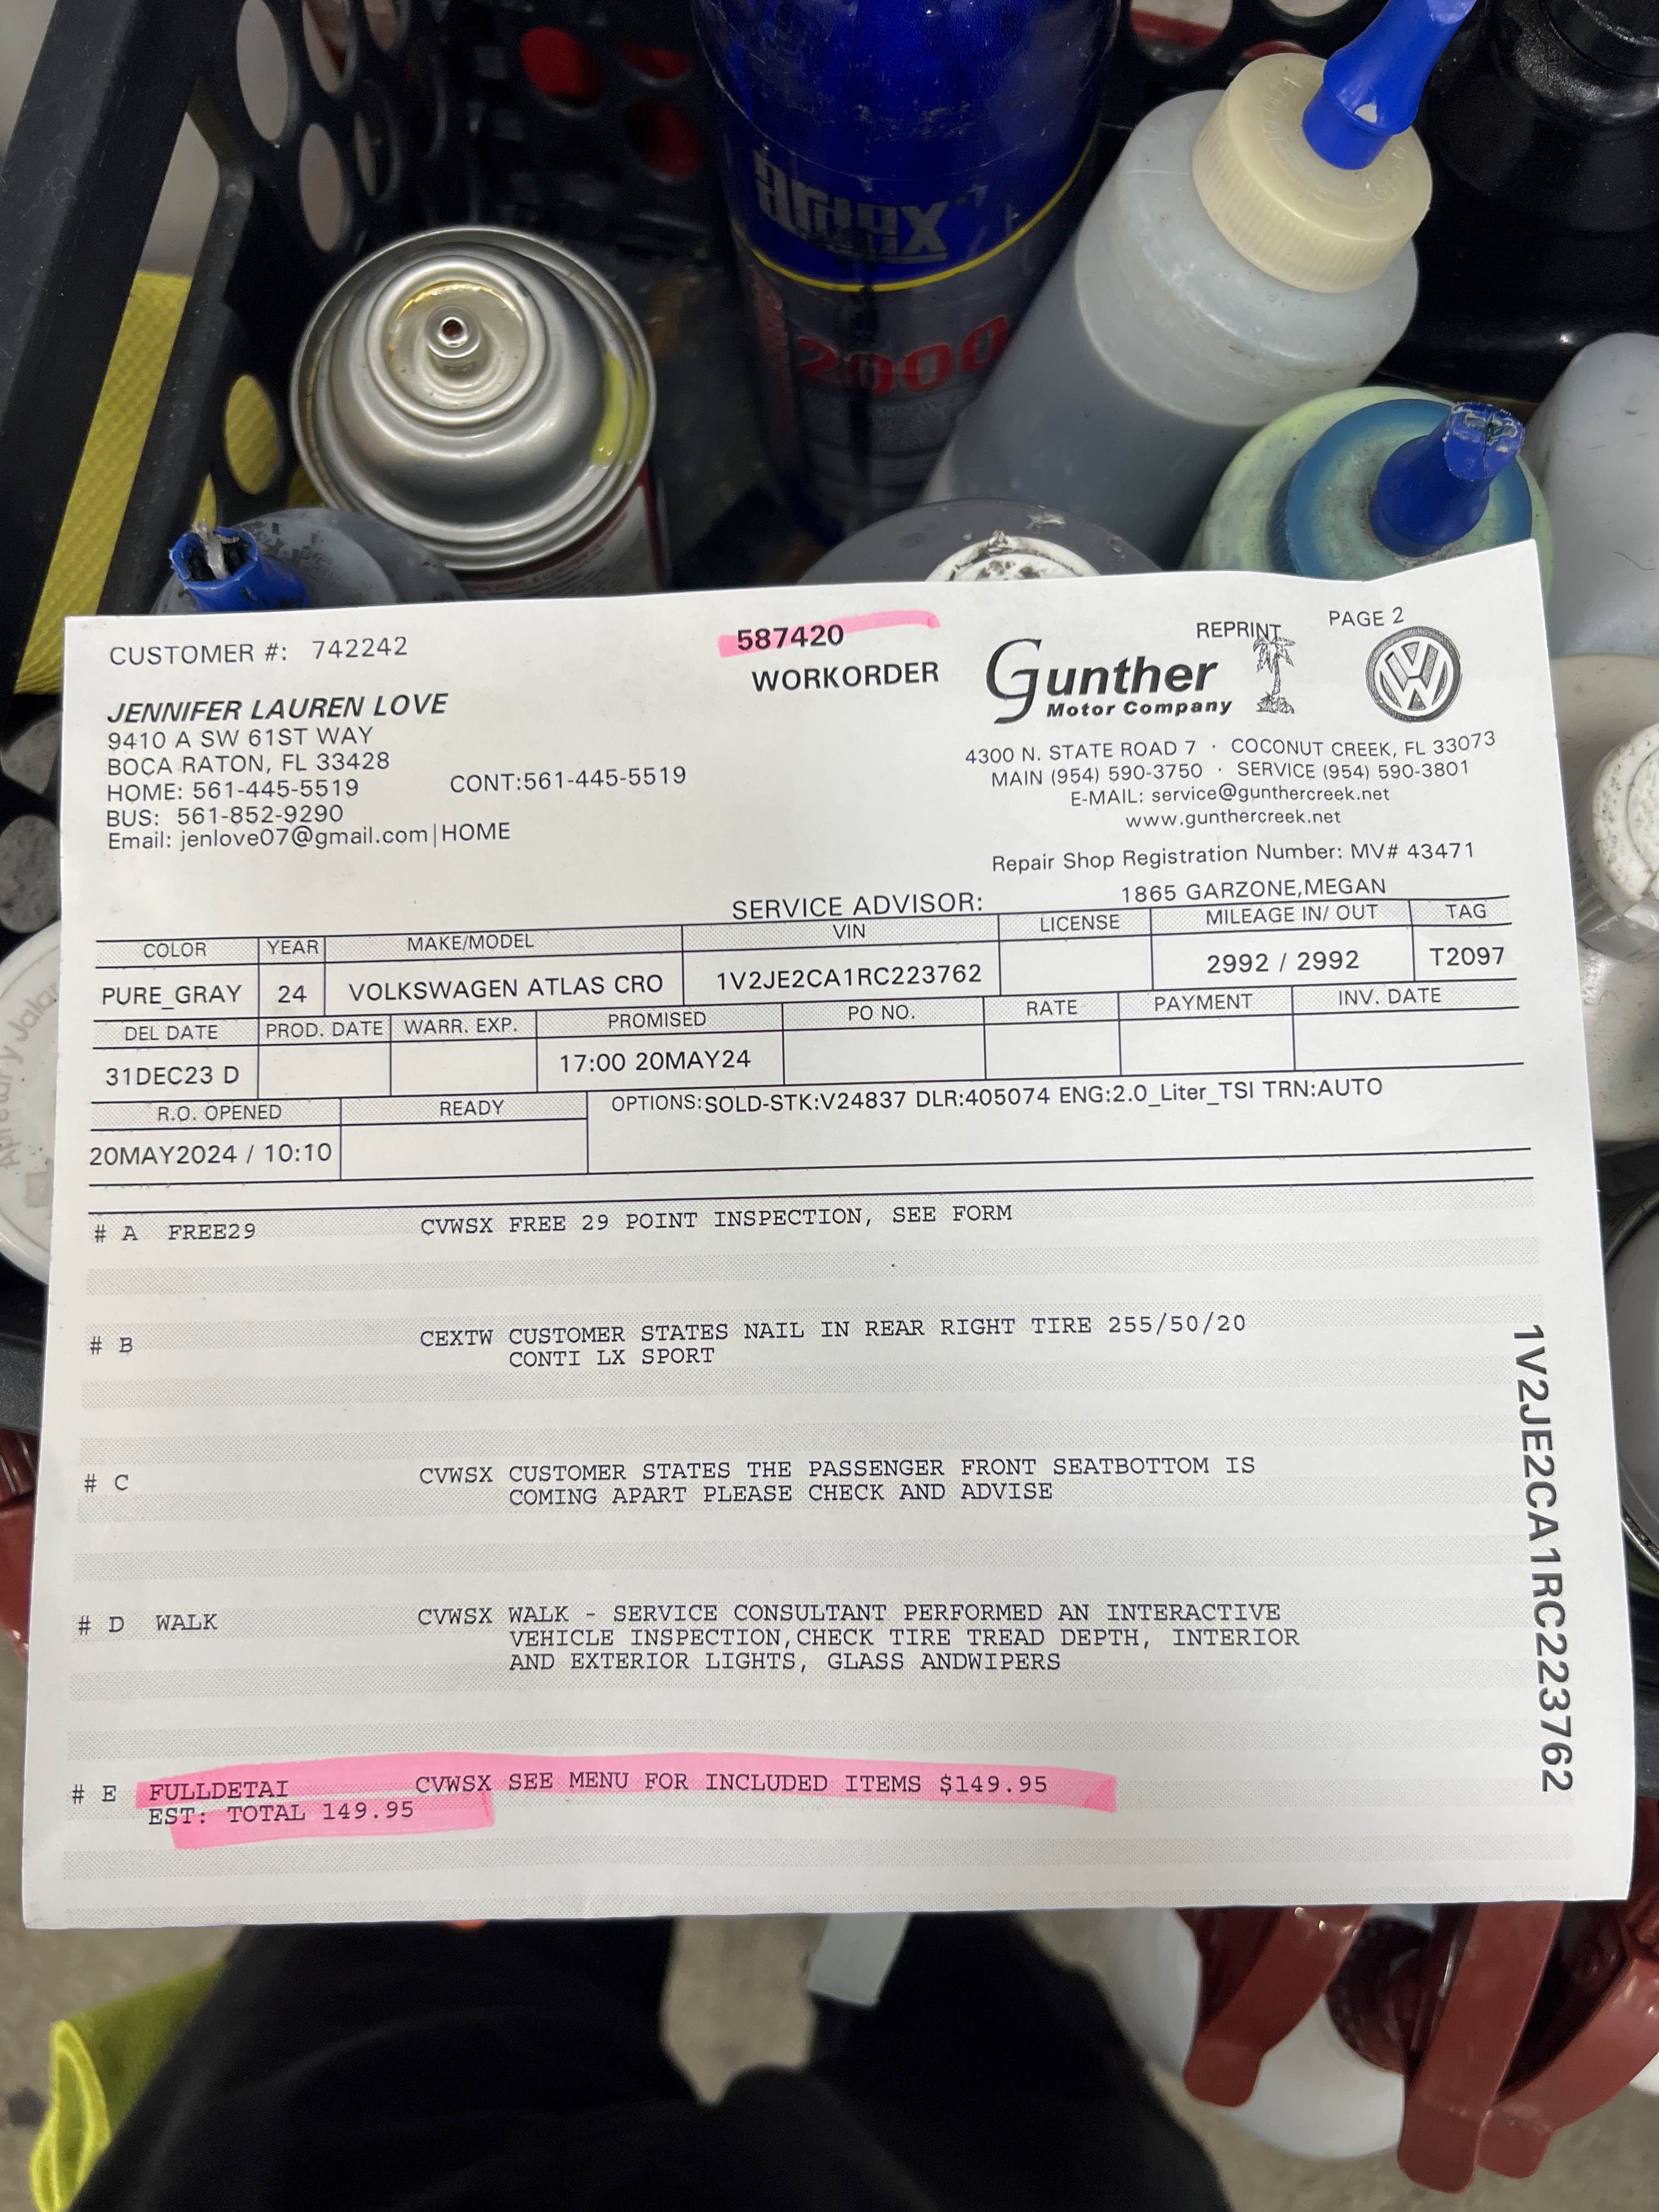 2000
CUSTOMER #: 742242
587420
WORKORDER
REPRINT
PAGE 2
Gunther
Motor Company
JENNIFER LAUREN LOVE
9410 A SW 61ST WAY
BOCA RATON, FL 33428
HOME: 561-445-5519
CONT:561-445-5519
BUS: 561-852-9290
Email: jenlove07@gmail.com|HOME
4300 N. STATE ROAD 7 · COCONUT CREEK, FL 33073
MAIN (954) 590-3750 · SERVICE (954) 590-3801
E-MAIL: service@gunthercreek.net
www.gunthercreek.net
Repair Shop Registration Number: MV# 43471
SERVICE ADVISOR: 1865 GARZONE,MEGAN
COLOR YEAR MAKE/MODEL VIN LICENSE MILEAGE IN/ OUT TAG
PURE_GRAY 24 VOLKSWAGEN ATLAS CRO 1V2JE2CA1RC223762 2992 / 2992 T2097
DEL DATE PROD. DATE WARR. EXP. PROMISED PO NO. RATE PAYMENT INV. DATE
31DEC23 D 17:00 20MAY24
R.O. OPENED READY OPTIONS:SOLD-STK:V24837 DLR:405074 ENG:2.0_Liter_TSI TRN:AUTO
20MAY2024 / 10:10
# A FREE29 CVWSX FREE 29 POINT INSPECTION, SEE FORM
# B CEXTW CUSTOMER STATES NAIL IN REAR RIGHT TIRE 255/50/20
CONTI LX SPORT
# C CVWSX CUSTOMER STATES THE PASSENGER FRONT SEATBOTTOM IS
COMING APART PLEASE CHECK AND ADVISE
# D WALK CVWSX WALK - SERVICE CONSULTANT PERFORMED AN INTERACTIVE
VEHICLE INSPECTION,CHECK TIRE TREAD DEPTH, INTERIOR
AND EXTERIOR LIGHTS, GLASS ANDWIPERS
# E FULLDETAI CVWSX SEE MENU FOR INCLUDED ITEMS $149.95
EST: TOTAL 149.95
1V2JE2CA1RC223762